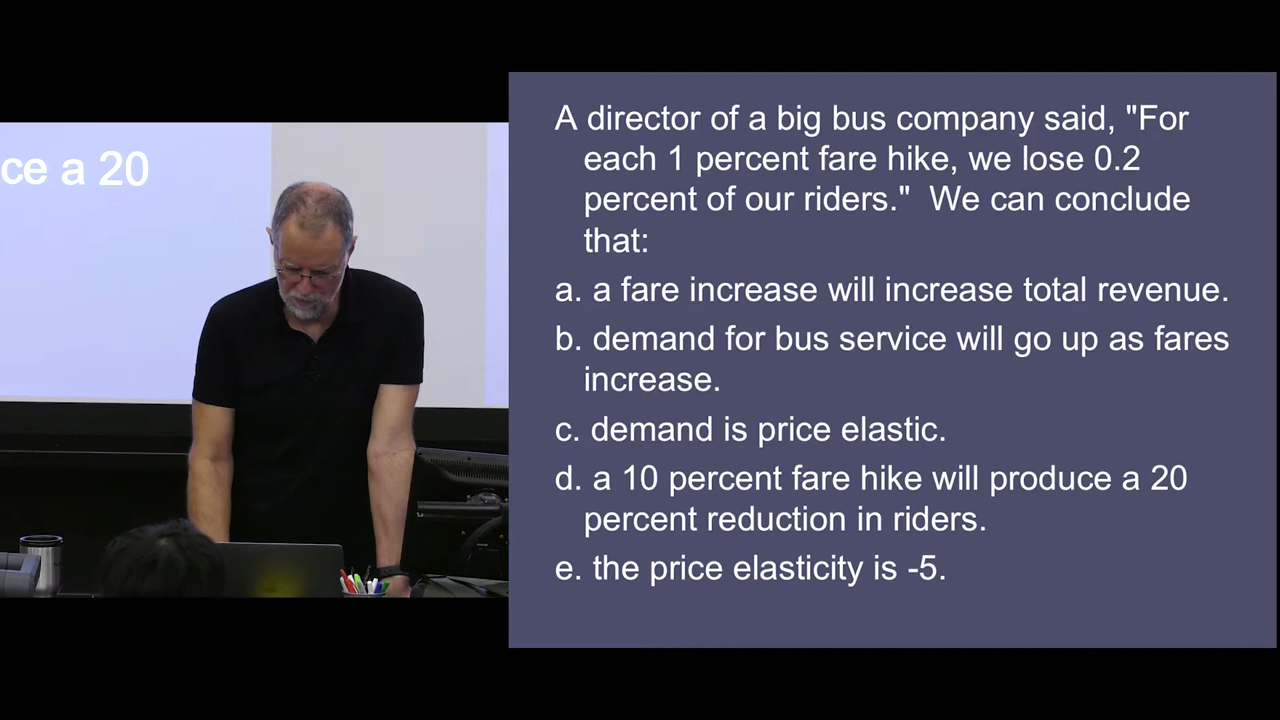 ce a 20
A director of a big bus company said, "For
each 1 percent fare hike, we lose 0.2
percent of our riders."  We can conclude
that:
a. a fare increase will increase total revenue.
b. demand for bus service will go up as fares
increase.
c. demand is price elastic.
d. a 10 percent fare hike will produce a 20
percent reduction in riders.
e. the price elasticity is -5.